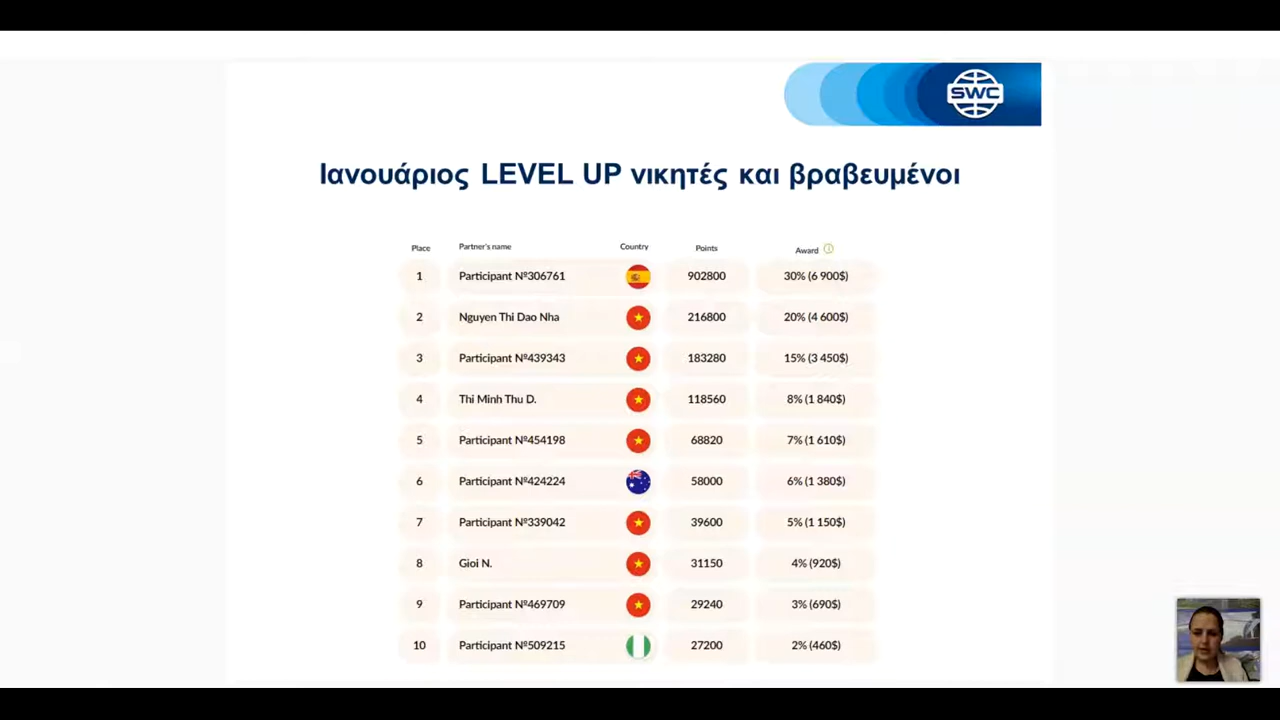 SWC
Ιανουάριος LEVEL UP νικητές και βραβευμένοι
Place Partner's name Country Points Award
1 Participant №306761 902800 30% (6 900$)
2 Nguyen Thi Dao Nha 216800 20% (4 600$)
3 Participant №439343 183280 15% (3 450$)
4 Thi Minh Thu D. 118560 8% (1 840$)
5 Participant №454198 68820 7% (1 610$)
6 Participant №424224 58000 6% (1 380$)
7 Participant №339042 39600 5% (1 150$)
8 Gioi N. 31150 4% (920$)
9 Participant №469709 29240 3% (690$)
10 Participant №509215 27200 2% (460$)